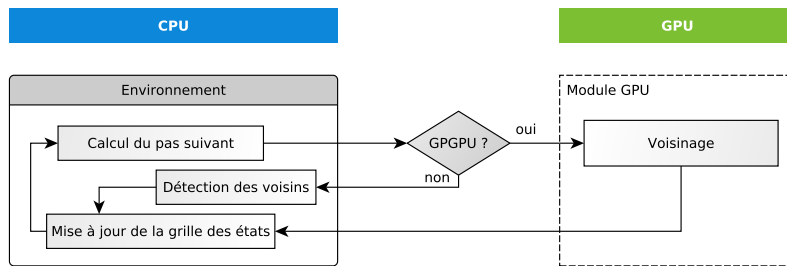 CPU
GPU
Environnement
Module GPU
Calcul du pas suivant
GPGPU ?
oui
Voisinage
non
Détection des voisins
Mise à jour de la grille des états